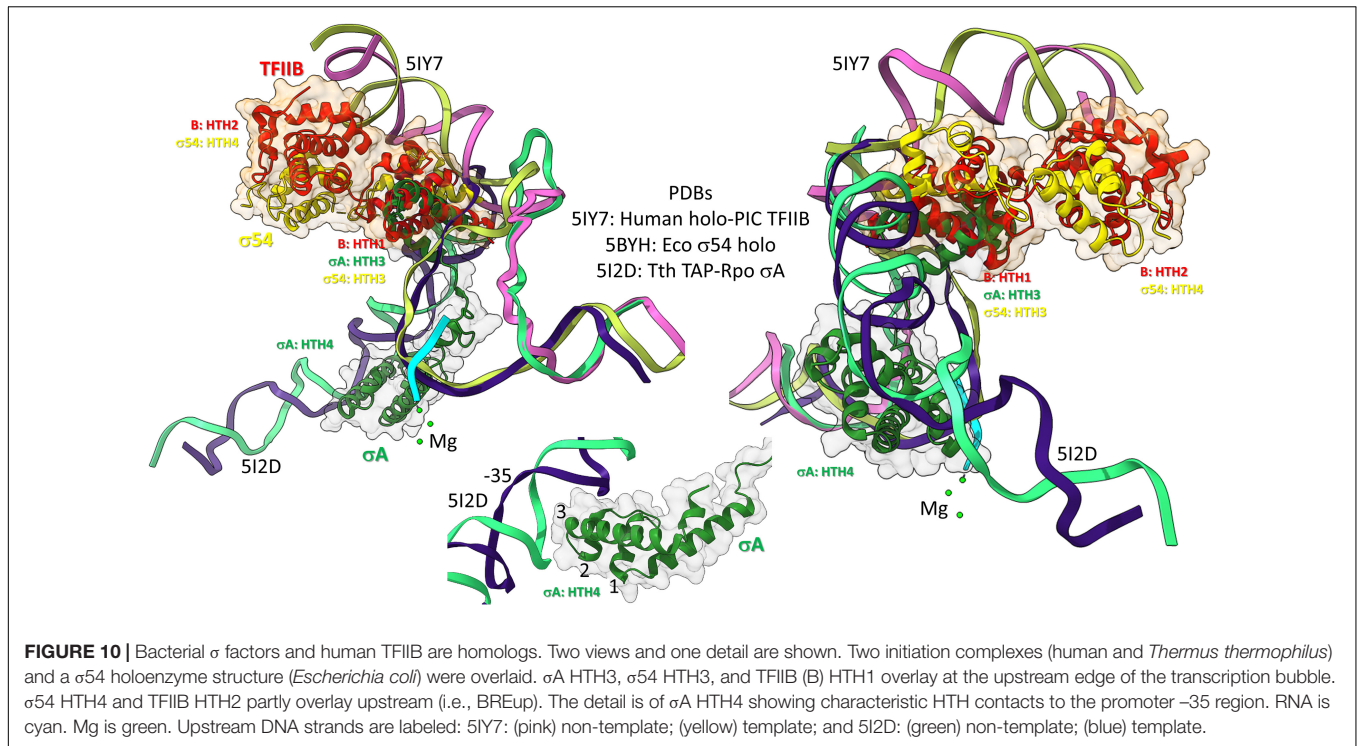 5IY7
TFIIB
B: HTH2
σ54: HTH4
σ54
B: HTH1
σA: HTH3
σ54: HTH3
σA: HTH4
5I2D
Mg
σA
PDBs
5IY7: Human holo-PIC TFIIB
5BYH: Eco σ54 holo
5I2D: Tth TAP-Rpo σA
5IY7
B: HTH1
σA: HTH3
σ54: HTH3
B: HTH2
σ54: HTH4
σA: HTH4
5I2D
Mg
-35
5I2D
3
2
1
σA: HTH4
σA
FIGURE 10 | Bacterial σ factors and human TFIIB are homologs. Two views and one detail are shown. Two initiation complexes (human and Thermus thermophilus)
and a σ54 holoenzyme structure (Escherichia coli) were overlaid. σA HTH3, σ54 HTH3, and TFIIB (B) HTH1 overlay at the upstream edge of the transcription bubble.
σ54 HTH4 and TFIIB HTH2 partly overlay upstream (i.e., BREup). The detail is of σA HTH4 showing characteristic HTH contacts to the promoter –35 region. RNA is
cyan. Mg is green. Upstream DNA strands are labeled: 5IY7: (pink) non-template; (yellow) template; and 5I2D: (green) non-template; (blue) template.